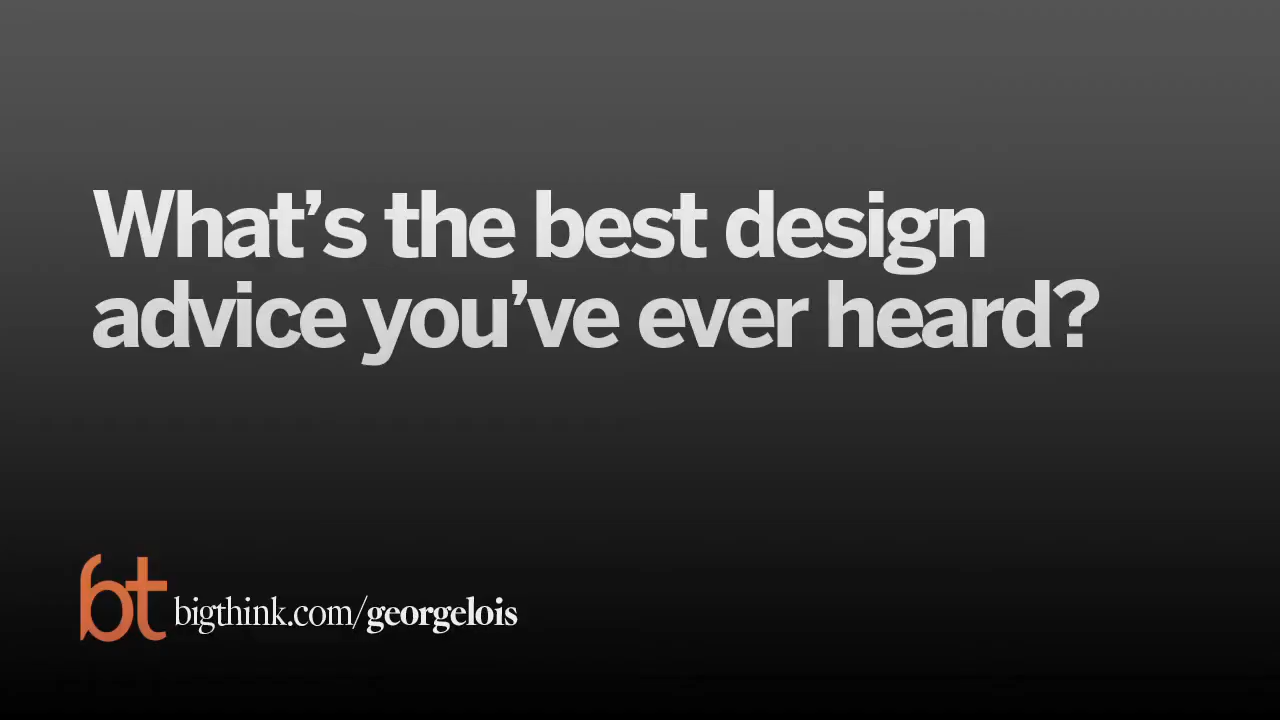 What’s the best design
advice you’ve ever heard?
bt bigthink.com/georgelois